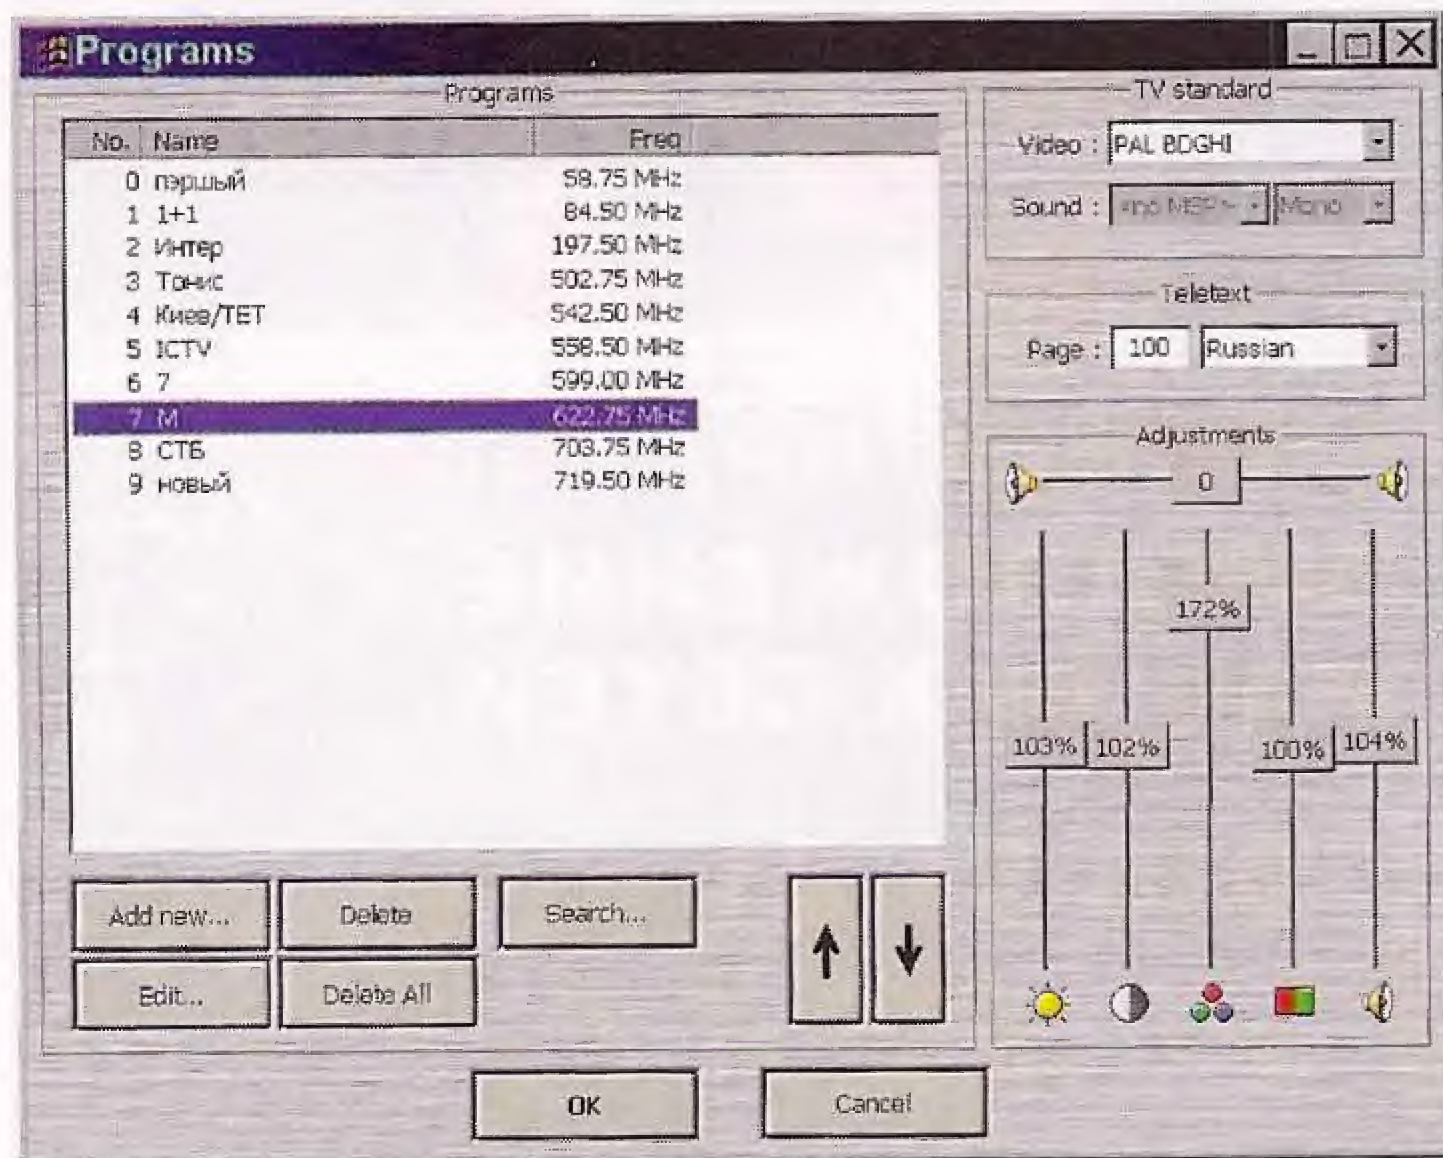 Programs
Programs
No. Name Freq
0 пэршый 58.75 MHz
1 1+1 84.50 MHz
2 Интер 197.50 MHz
3 Тонис 502.75 MHz
4 Киев/ТЕТ 542.50 MHz
5 ICTV 558.50 MHz
6 7 599.00 MHz
7 М 622.75 MHz
8 СТБ 703.75 MHz
9 новый 719.50 MHz
Add new... Delete Search...
Edit... Delete All
OK Cancel
TV standard
Video : PAL BDGHI
Sound : <no MSP> Mono
Teletext
Page : 100 Russian
Adjustments
0
172%
103% 102% 100% 104%